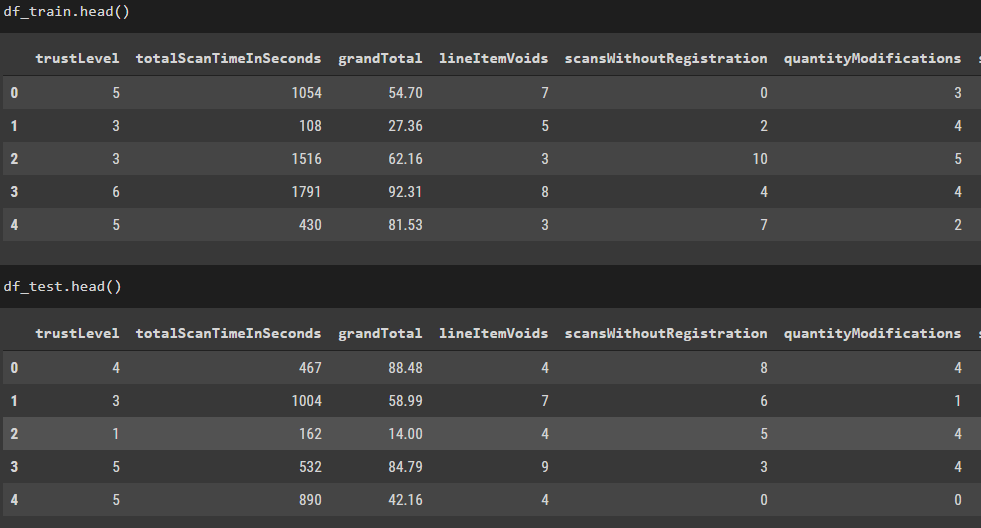 df_train.head()
trustLevel totalScanTimeInSeconds grandTotal lineItemVoids scansWithoutRegistration quantityModifications s
0 5 1054 54.70 7 0 3
1 3 108 27.36 5 2 4
2 3 1516 62.16 3 10 5
3 6 1791 92.31 8 4 4
4 5 430 81.53 3 7 2
df_test.head()
trustLevel totalScanTimeInSeconds grandTotal lineItemVoids scansWithoutRegistration quantityModifications s
0 4 467 88.48 4 8 4
1 3 1004 58.99 7 6 1
2 1 162 14.00 4 5 4
3 5 532 84.79 9 3 4
4 5 890 42.16 4 0 0